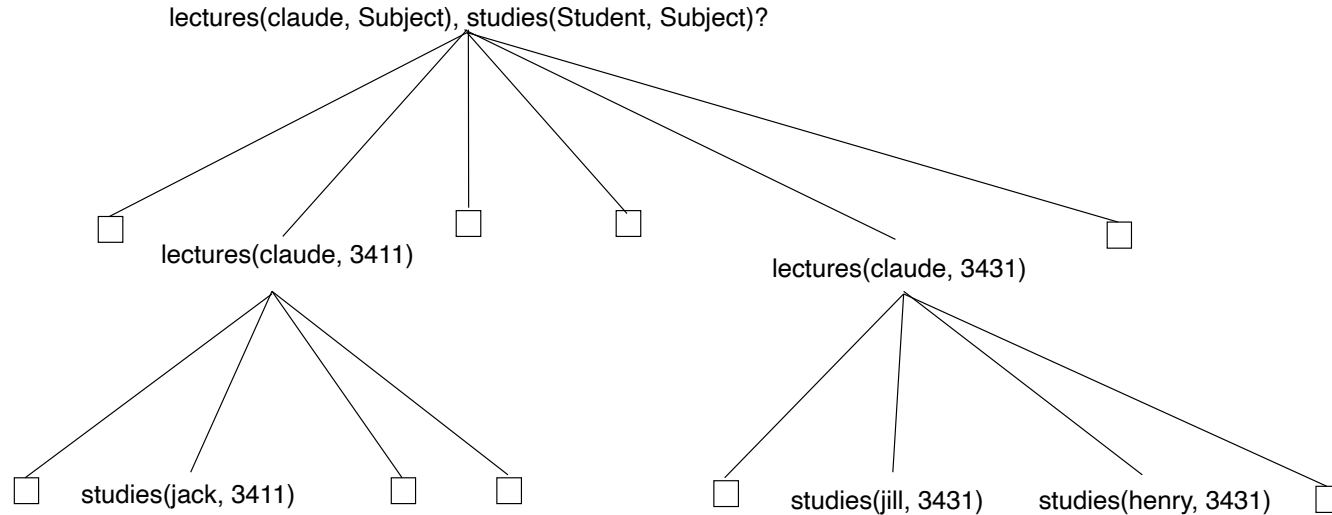 lectures(claude, Subject), studies(Student, Subject)?
lectures(claude, 3411)
lectures(claude, 3431)
studies(jack, 3411)
studies(jill, 3431)
studies(henry, 3431)